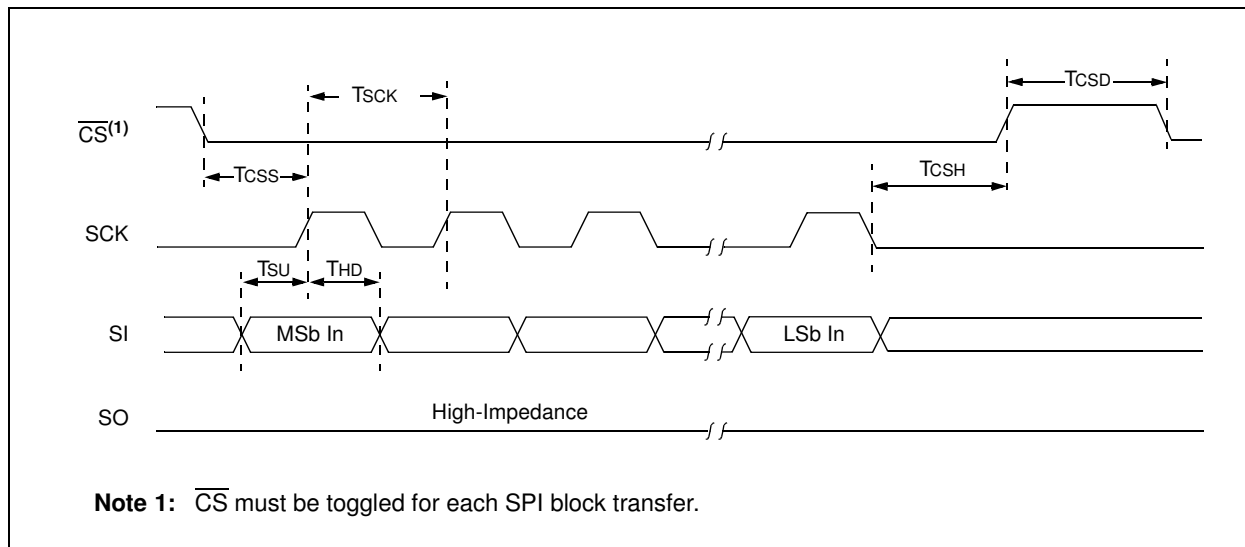 TCSD
TSCK
CS(1)
TCSS
TCSH
SCK
TSU
THD
SI
MSb In
LSb In
SO
High-Impedance
Note 1: CS must be toggled for each SPI block transfer.